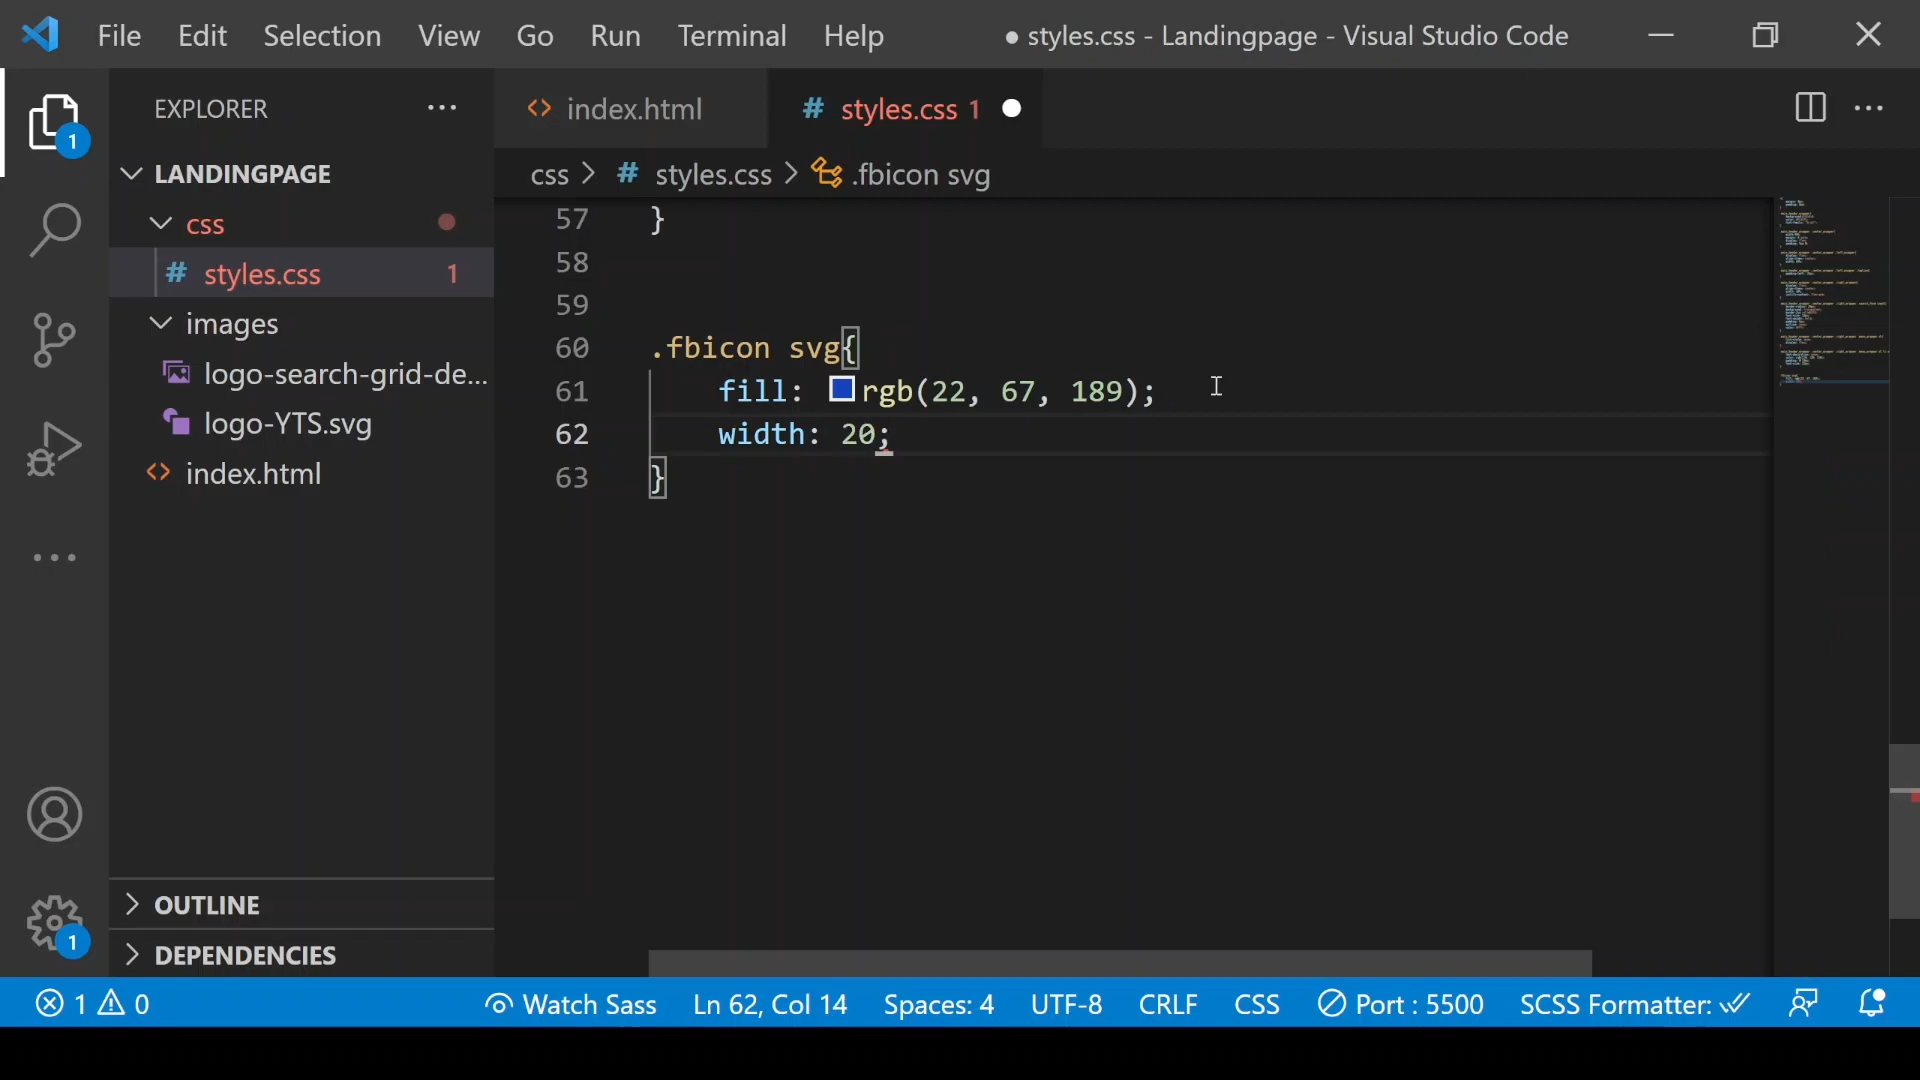 File Edit Selection View Go Run Terminal Help ● styles.css - Landingpage - Visual Studio Code
EXPLORER
index.html
# styles.css 1
1
LANDINGPAGE
css > # styles.css > .fbicon svg
css
# styles.css 1
images
logo-search-grid-de...
logo-YTS.svg
index.html
57 }
58
59
60 .fbicon svg{
61 fill: rgb(22, 67, 189);
62 width: 20;
63 }
OUTLINE
1
DEPENDENCIES
1 0 Watch Sass Ln 62, Col 14 Spaces: 4 UTF-8 CRLF CSS Port : 5500 SCSS Formatter: